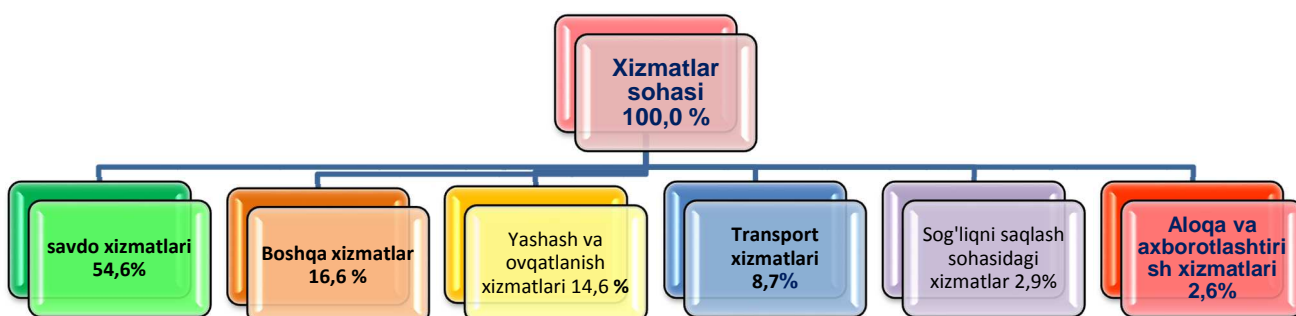 Xizmatlar
sohasi
100,0 %
savdo xizmatlari
54,6%
Boshqa xizmatlar
16,6 %
Yashash va
ovqatlanish
xizmatlari 14,6 %
Transport
xizmatlari
8,7%
Sog'liqni saqlash
sohasidagi
xizmatlar 2,9%
Aloqa va
axborotlashtiri
sh xizmatlari
2,6%